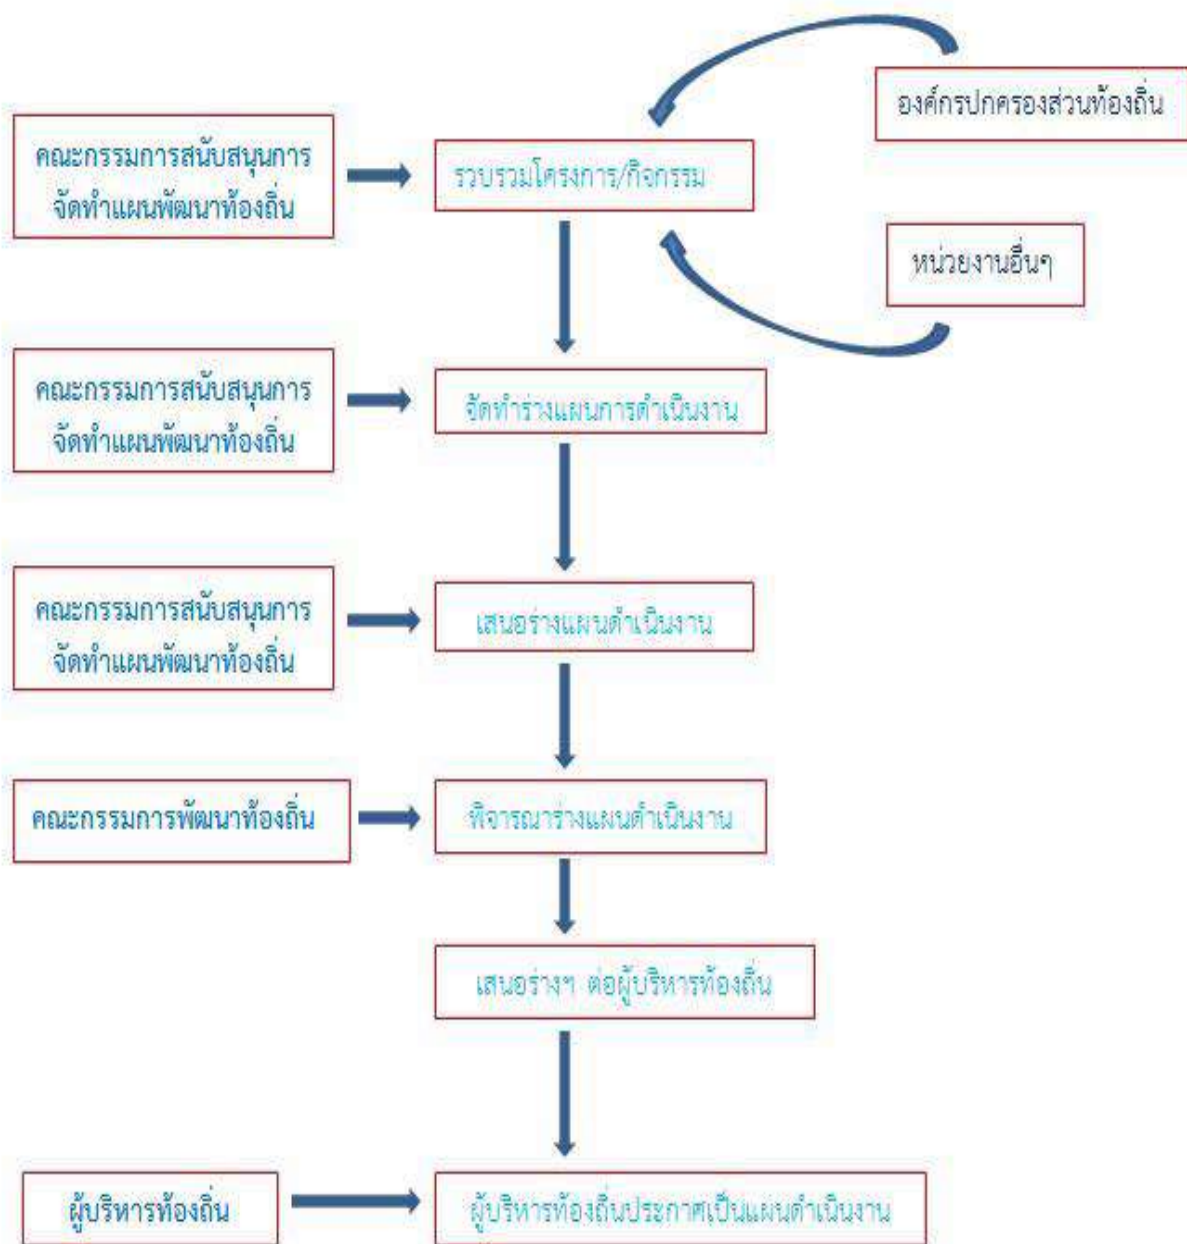 องค์กรปกครองส่วนท้องถิ่น
คณะกรรมการสนับสนุนการ
จัดทำแผนพัฒนาท้องถิ่น
รวบรวมโครงการ/กิจกรรม
หน่วยงานอื่นๆ
คณะกรรมการสนับสนุนการ
จัดทำแผนพัฒนาท้องถิ่น
จัดทำร่างแผนการดำเนินงาน
คณะกรรมการสนับสนุนการ
จัดทำแผนพัฒนาท้องถิ่น
เสนอร่างแผนดำเนินงาน
คณะกรรมการพัฒนาท้องถิ่น
พิจารณาร่างแผนดำเนินงาน
เสนอร่างฯ ต่อผู้บริหารท้องถิ่น
ผู้บริหารท้องถิ่น
ผู้บริหารท้องถิ่นประกาศเป็นแผนดำเนินงาน